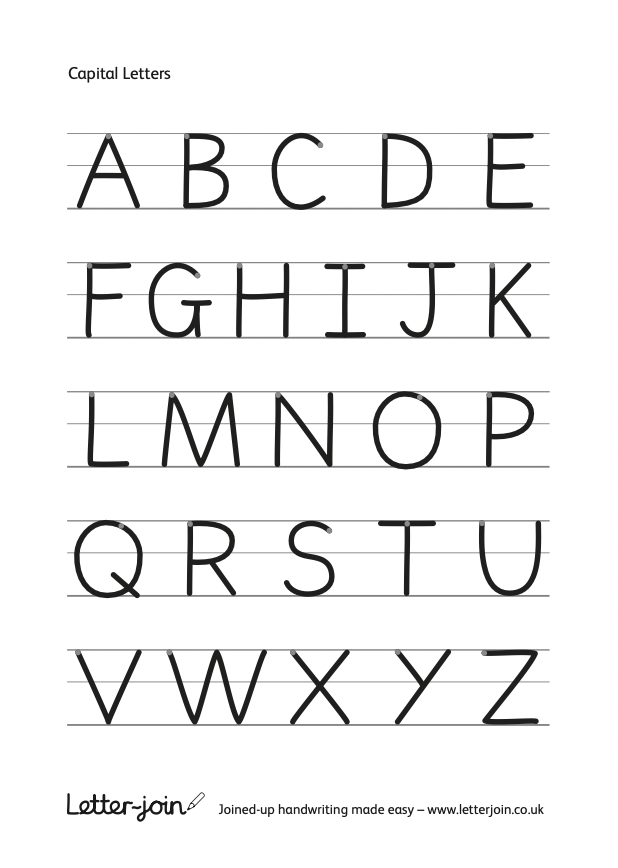 Capital Letters
A B C D E
F G H I J K
L M N O P
Q R S T U
V W X Y Z
Letter-join Joined-up handwriting made easy – www.letterjoin.co.uk